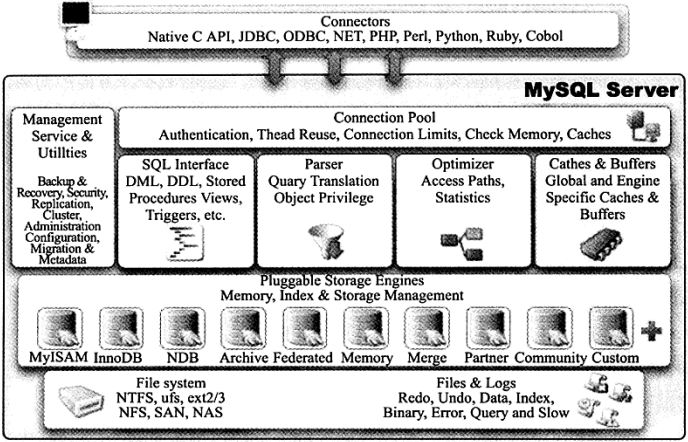 Connectors
Native C API, JDBC, ODBC, NET, PHP, Perl, Python, Ruby, Cobol
MySQL Server
Management
Service &
Utillties
Backup &
Recovery, Security,
Replication,
Cluster,
Administration
Configuration,
Migration &
Metadata
Connection Pool
Authentication, Thead Reuse, Connection Limits, Check Memory, Caches
SQL Interface
DML, DDL, Stored
Procedures Views,
Triggers, etc.
Parser
Quary Translation
Object Privilege
Optimizer
Access Paths,
Statistics
Cathes & Buffers
Global and Engine
Specific Caches &
Buffers
Pluggable Storage Engines
Memory, Index & Storage Management
MyISAM InnoDB NDB Archive Federated Memory Merge Partner Community Custom
File system
NTFS, ufs, ext2/3
NFS, SAN, NAS
Files & Logs
Redo, Undo, Data, Index,
Binary, Error, Query and Slow